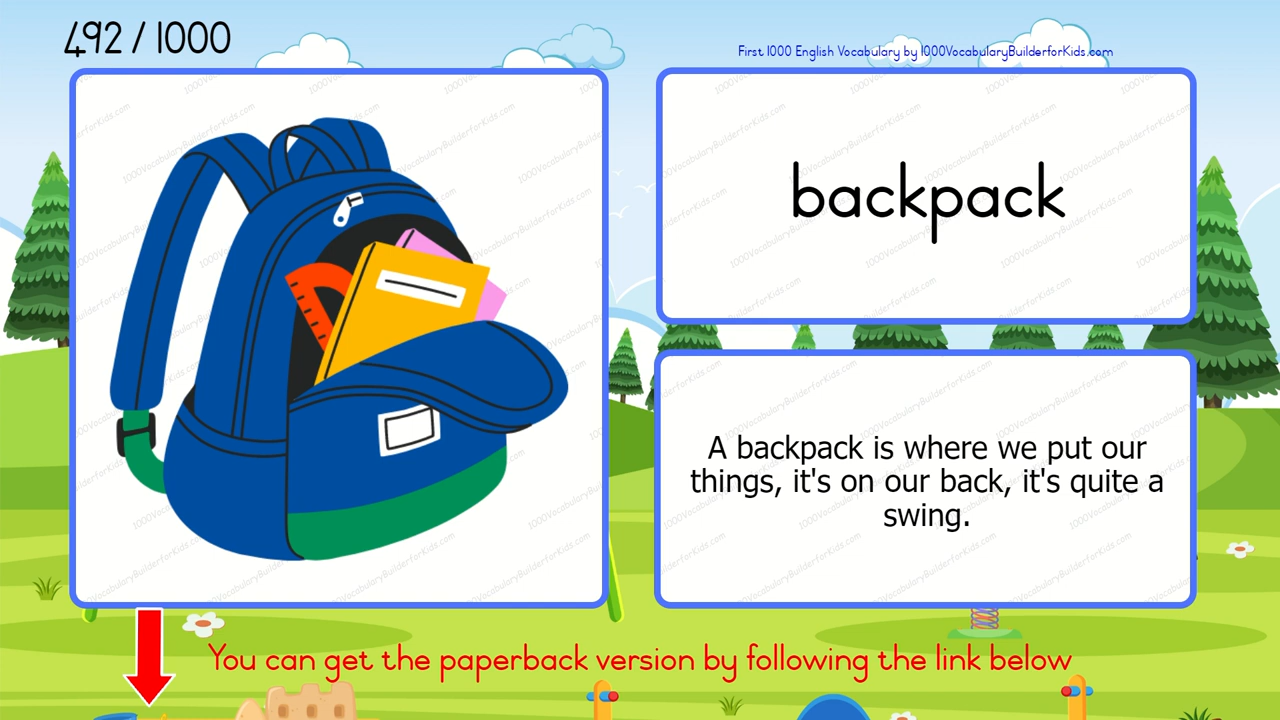 492 / 1000
First 1000 English Vocabulary by 1000VocabularyBuilderforKids.com
backpack
A backpack is where we put our
things, it's on our back, it's quite a
swing.
You can get the paperback version by following the link below